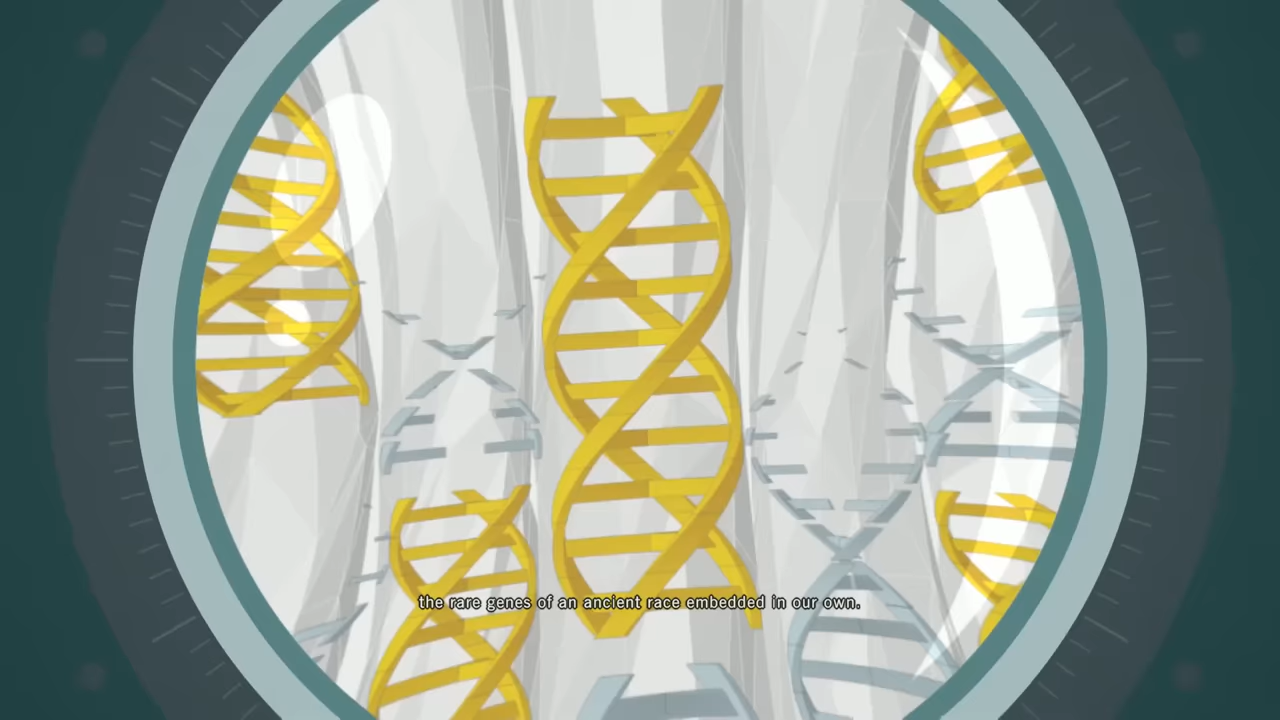 the rare genes of an ancient race embedded in our own.